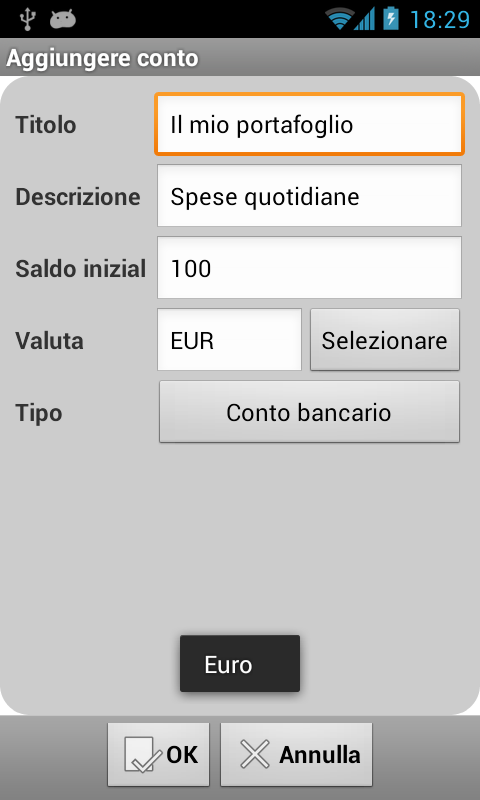 18:29
Aggiungere conto
Titolo Il mio portafoglio
Descrizione Spese quotidiane
Saldo inizial 100
Valuta EUR Selezionare
Tipo Conto bancario
Euro
OK Annulla